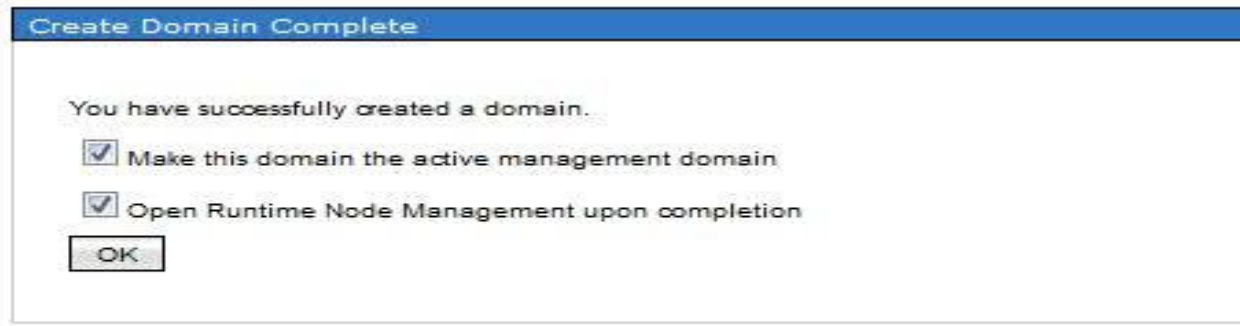 Create Domain Complete
You have successfully created a domain.
Make this domain the active management domain
Open Runtime Node Management upon completion
OK